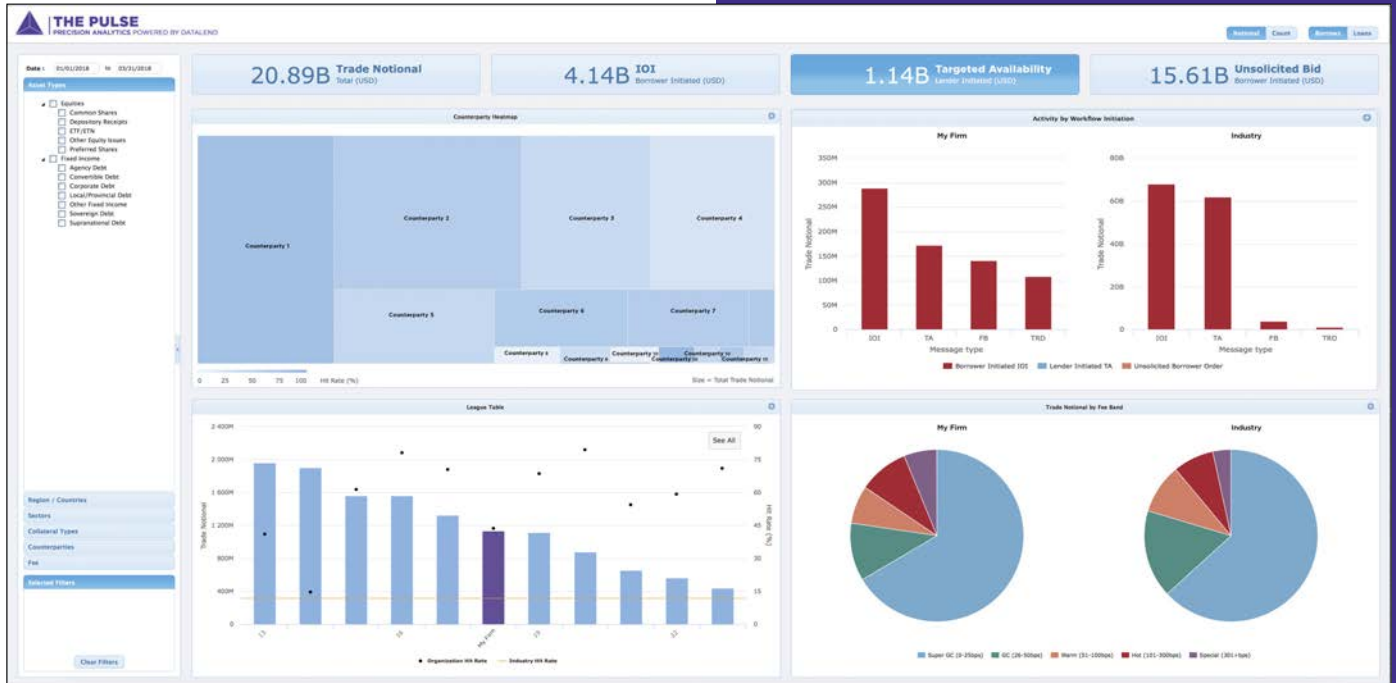 THE PULSE
PRECISION ANALYTICS POWERED BY DATALEND
Notional Count
Borrows Loans
Date : 01/01/2018 to 03/31/2018
Asset Types
Equities
Common Shares
Depository Receipts
ETF/ETN
Other Equity Issues
Preferred Shares
Fixed Income
Agency Debt
Convertible Debt
Corporate Debt
Local/Provincial Debt
Other Fixed Income
Sovereign Debt
Supranational Debt
Region / Countries
Sectors
Collateral Types
Counterparties
Fee
Selected Filters
Clear Filters
20.89B Trade Notional
Total (USD)
4.14B IOI
Borrower Initiated (USD)
1.14B Targeted Availability
Lender Initiated (USD)
15.61B Unsolicited Bid
Borrower Initiated (USD)
Counterparty Heatmap
Counterparty 1
Counterparty 2
Counterparty 3
Counterparty 4
Counterparty 5
Counterparty 6
Counterparty 7
0 25 50 75 100 Hit Rate (%)
Size = Total Trade Notional
Activity by Workflow Initiation
My Firm
350M
300M
250M
200M
150M
100M
50M
0
Trade Notional
IOI TA FB TRD
Message type
Industry
80B
60B
40B
20B
0
Trade Notional
IOI TA FB TRD
Message type
Borrower Initiated IOI Lender Initiated TA Unsolicited Borrower Order
League Table
See All
2 400M
2 000M
1 600M
1 200M
800M
400M
0
Trade Notional
90
75
60
45
30
15
0
Hit Rate (%)
13 16 My Firm 19 22
Organization Hit Rate Industry Hit Rate
Trade Notional by Fee Band
My Firm
Industry
Super GC (0-25bps) GC (26-50bps) Warm (51-100bps) Hot (101-300bps) Special (301+bps)